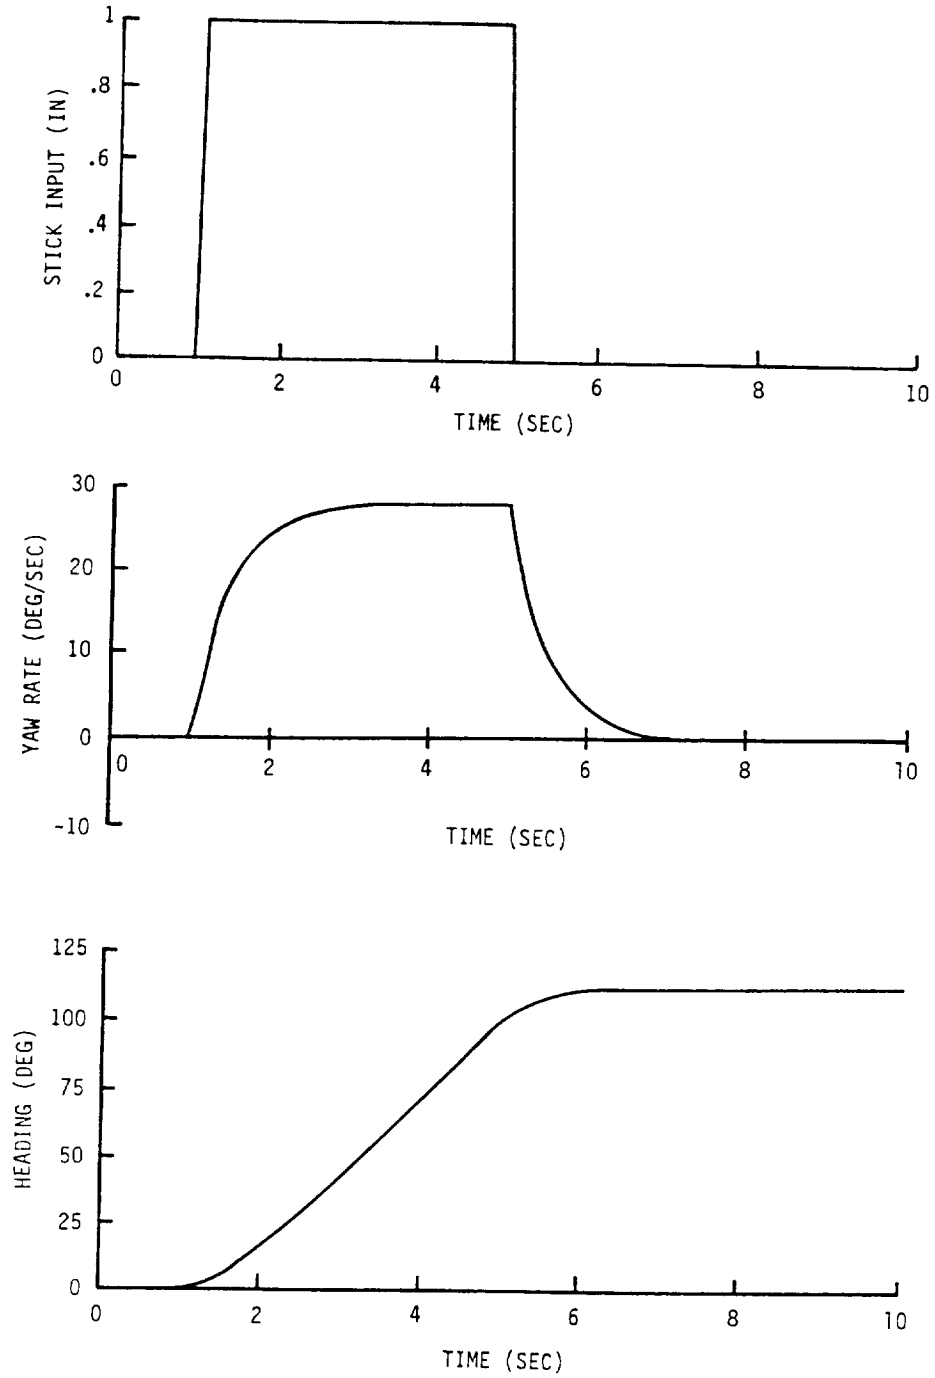 1
.8
.6
.4
.2
0
STICK INPUT (IN)
0 2 4 6 8 10
TIME (SEC)
30
20
10
0
-10
YAW RATE (DEG/SEC)
0 2 4 6 8 10
TIME (SEC)
125
100
75
50
25
0
HEADING (DEG)
0 2 4 6 8 10
TIME (SEC)